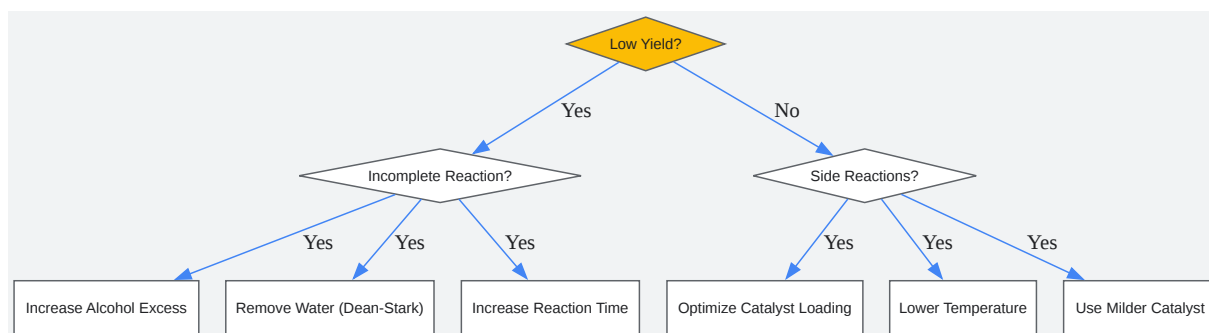 Low Yield?
Yes
No
Incomplete Reaction?
Side Reactions?
Yes
Yes
Yes
Yes
Yes
Yes
Increase Alcohol Excess
Remove Water (Dean-Stark)
Increase Reaction Time
Optimize Catalyst Loading
Lower Temperature
Use Milder Catalyst